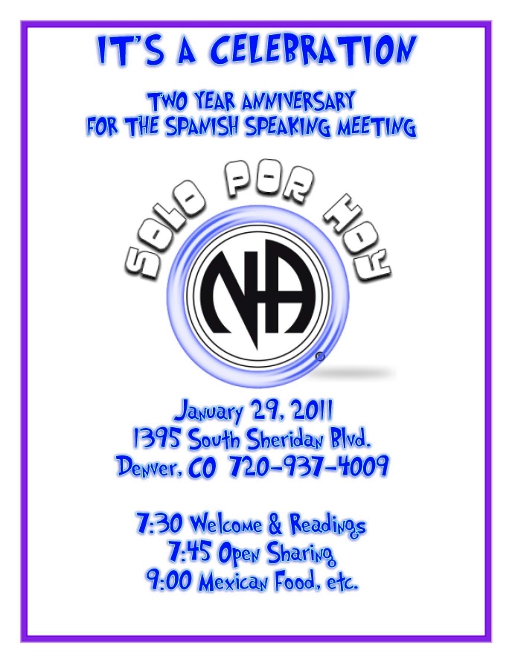 IT'S A CELEBRATION
TWO YEAR ANNIVERSARY
FOR THE SPANISH SPEAKING MEETING
SOLO POR HOY
NA
January 29, 2011
1395 South Sheridan Blvd.
Denver, CO 720-937-4009
7:30 Welcome & Readings
7:45 Open Sharing
9:00 Mexican Food, etc.